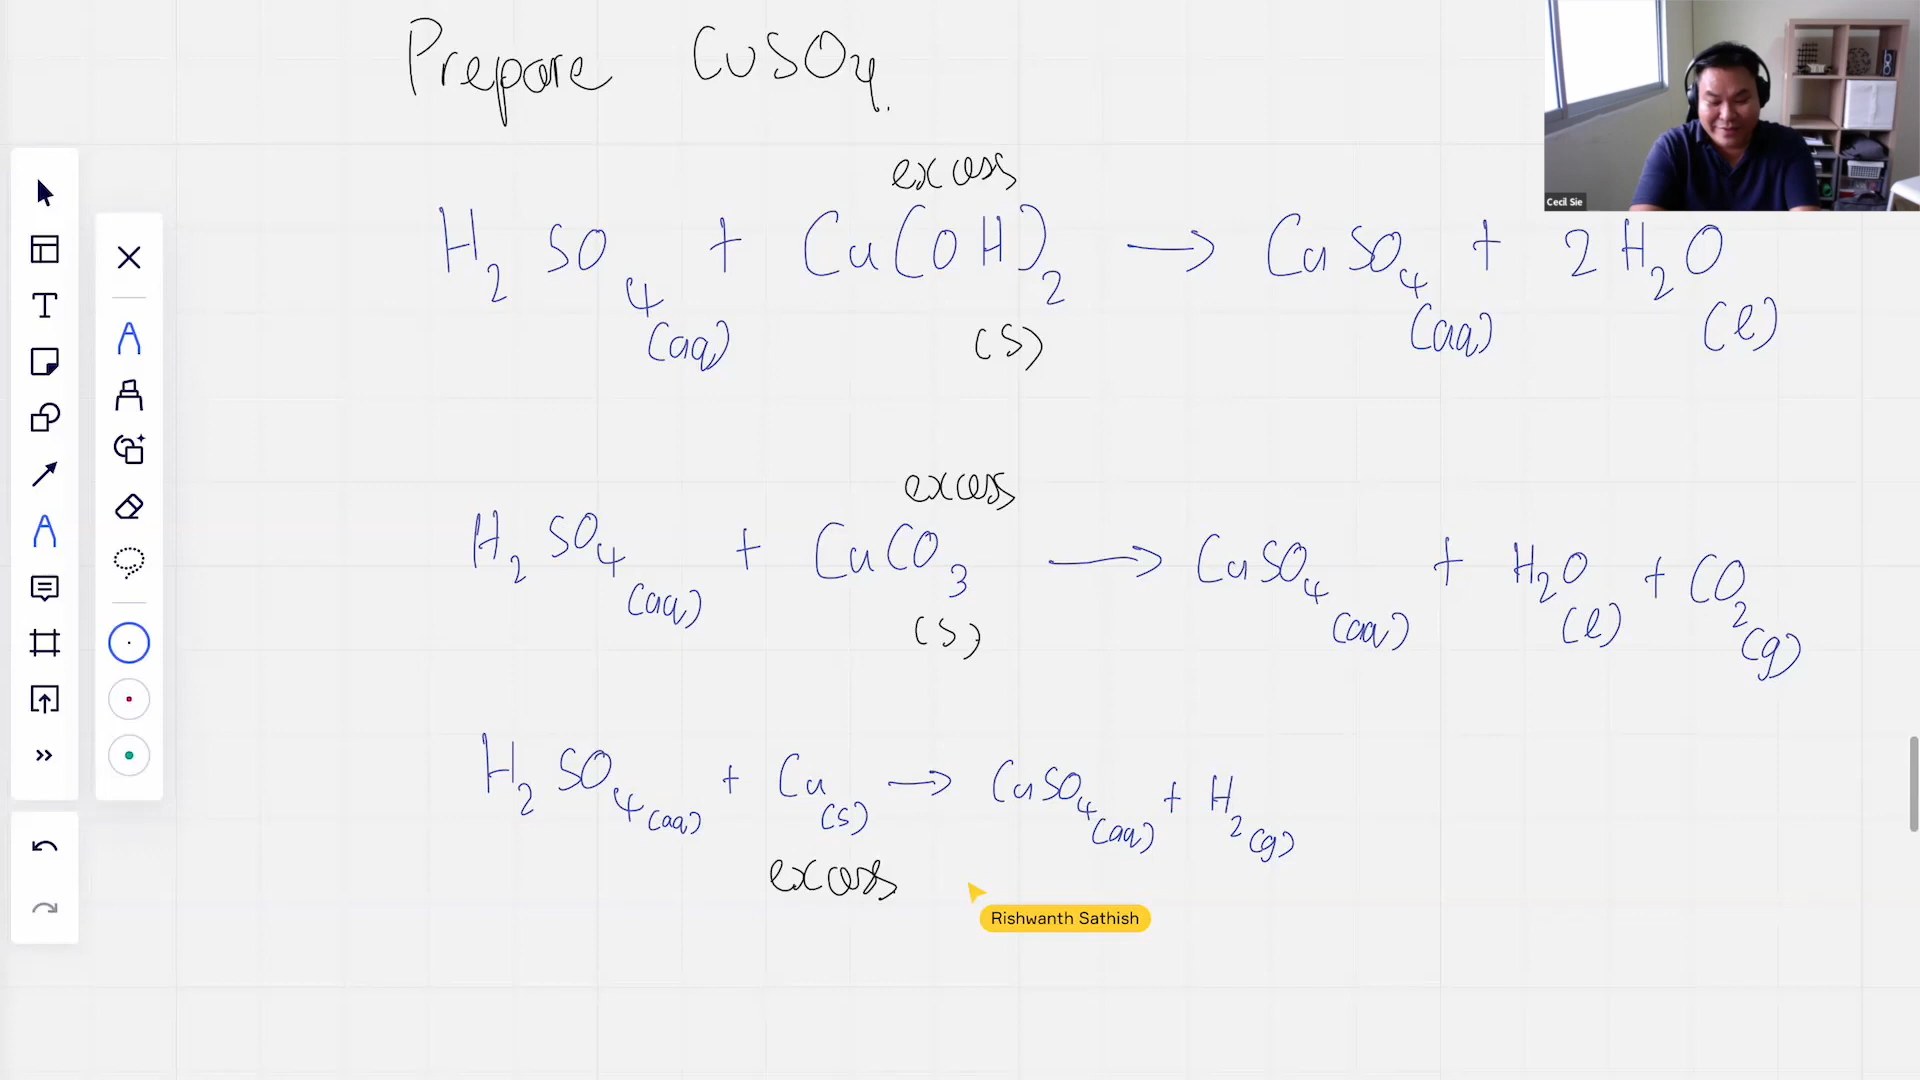 Prepare CuSO4.
Cecil Sie
excess
H2SO4 (aq) + Cu(OH)2 (s) → CuSO4 (aq) + 2H2O (l)
excess
H2SO4 (aq) + CuCO3 (s) → CuSO4 (aq) + H2O (l) + CO2 (g)
H2SO4 (aq) + Cu (s) → CuSO4 (aq) + H2 (g)
excess
Rishwanth Sathish